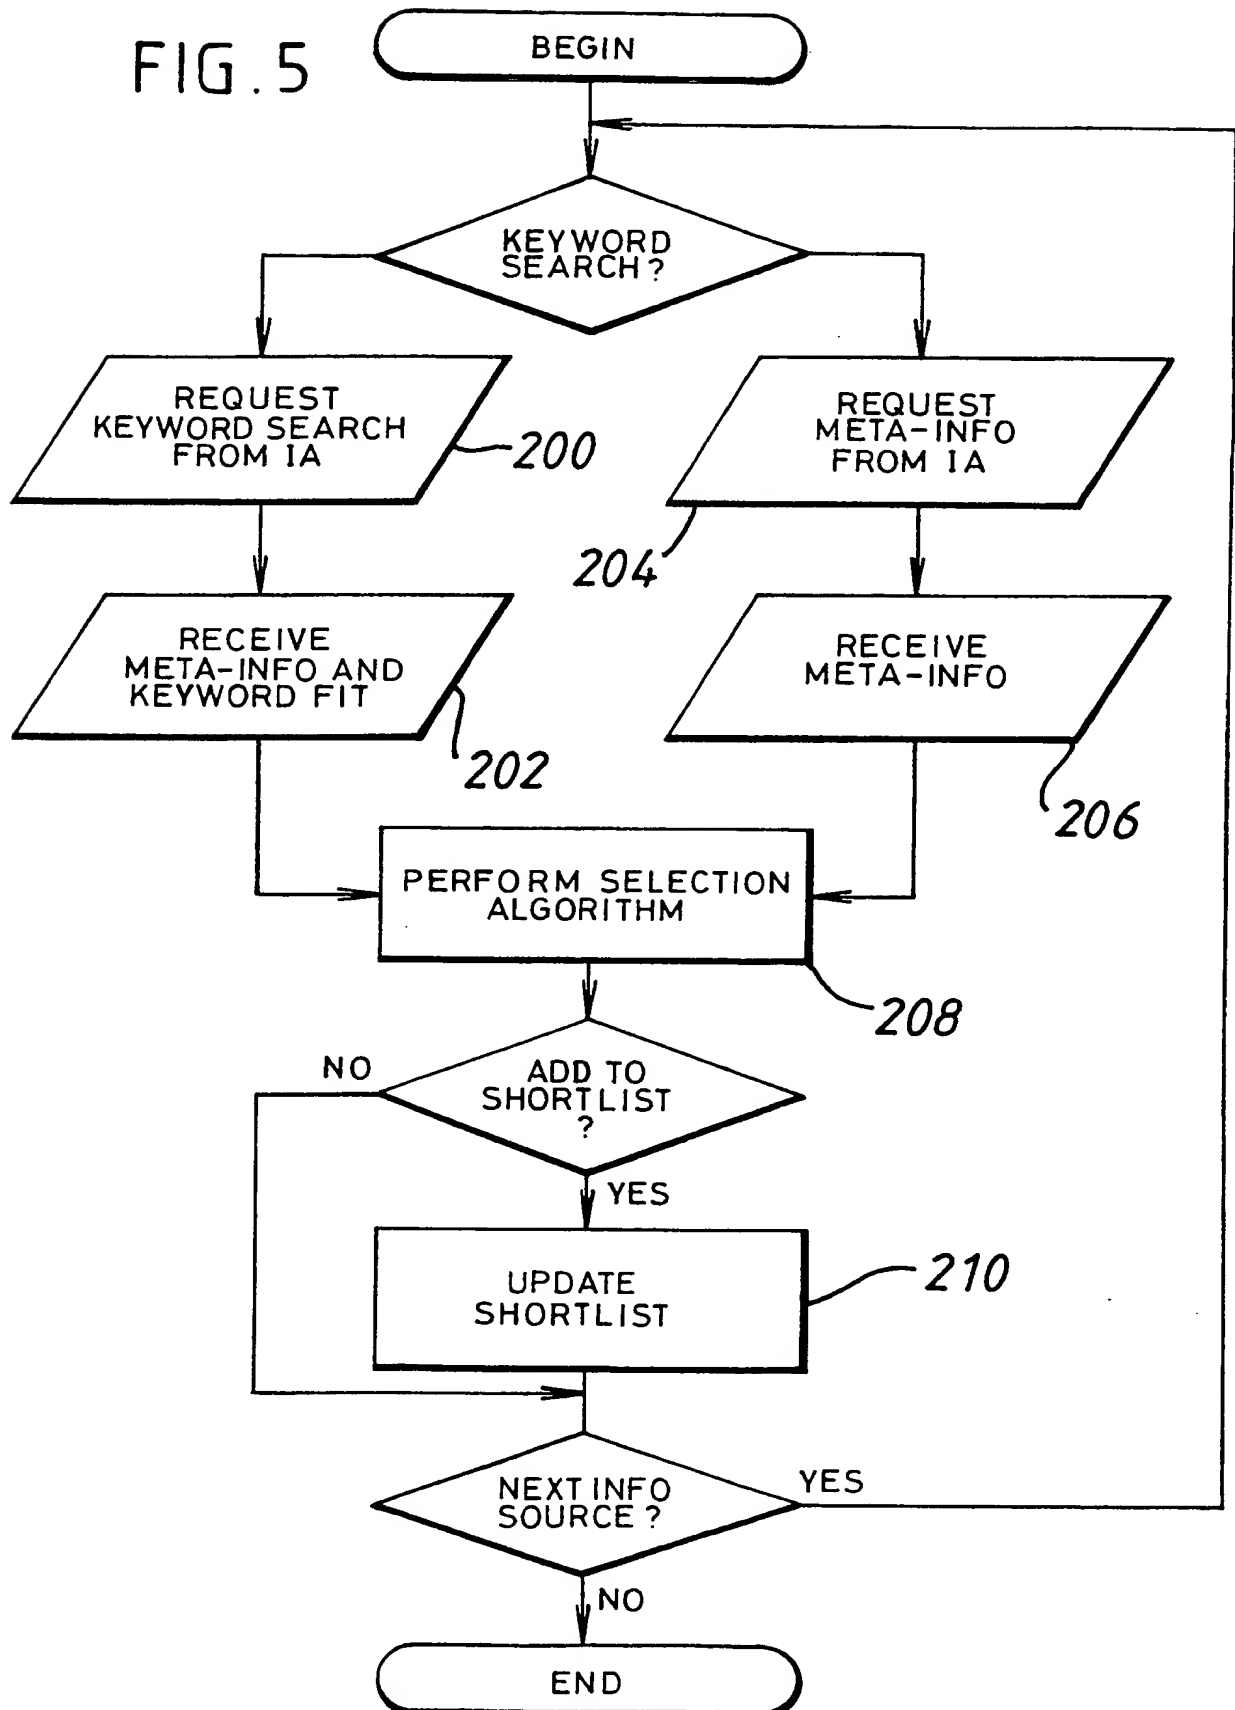 FIG. 5
BEGIN
KEYWORD
SEARCH?
REQUEST
KEYWORD SEARCH
FROM IA
200
REQUEST
META-INFO
FROM IA
204
RECEIVE
META-INFO AND
KEYWORD FIT
202
RECEIVE
META-INFO
206
PERFORM SELECTION
ALGORITHM
208
NO
ADD TO
SHORTLIST
?
YES
UPDATE
SHORTLIST
210
NEXT INFO
SOURCE?
YES
NO
END